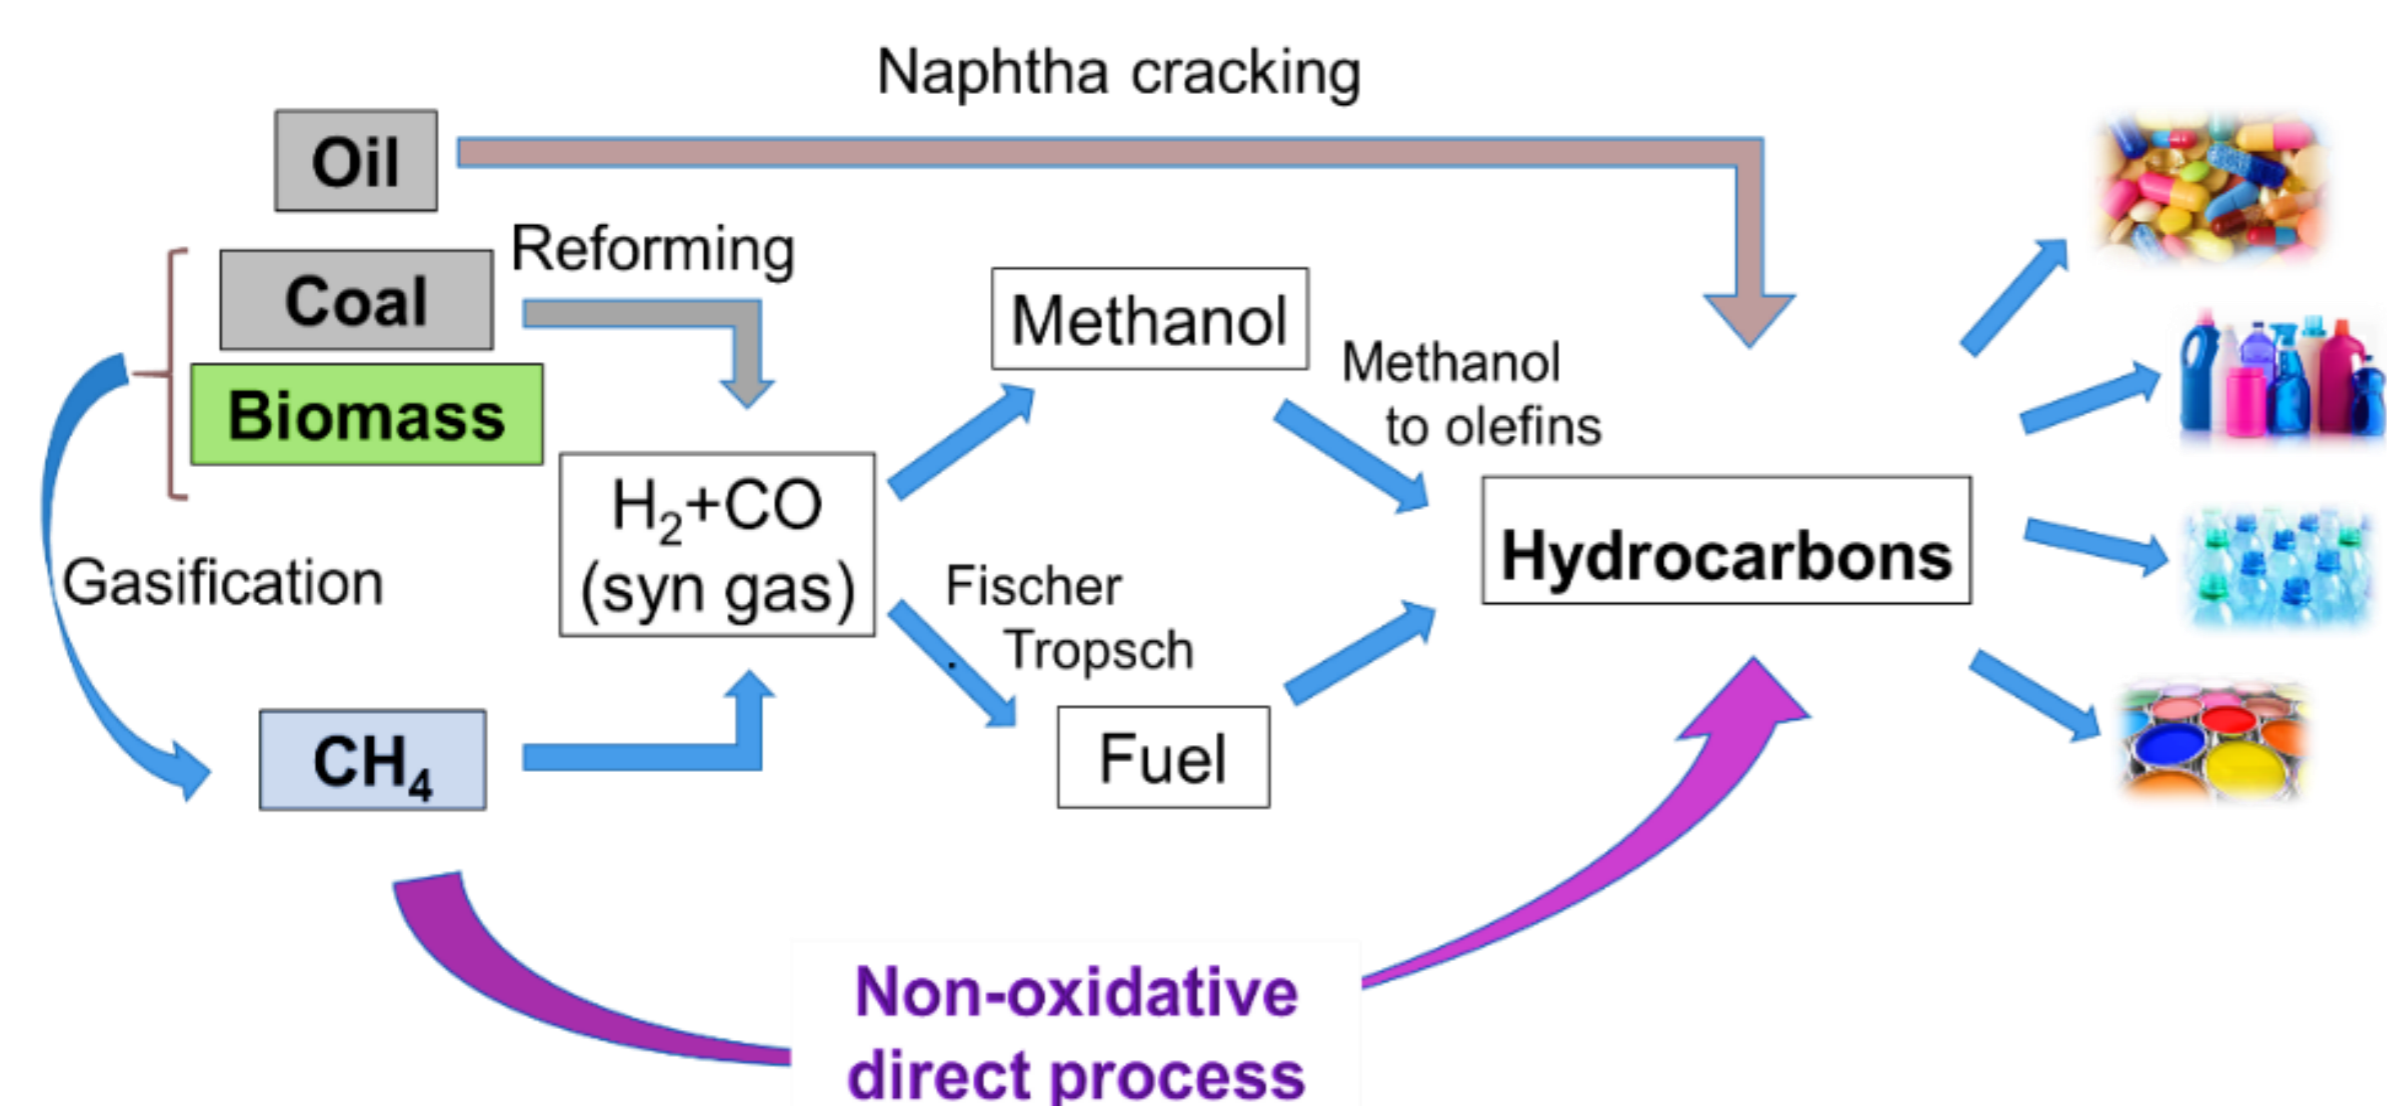 Naphtha cracking
Oil
Reforming
Coal
Biomass
Methanol
Methanol
to olefins
H₂+CO
(syn gas)
Hydrocarbons
Gasification
Fischer
Tropsch
CH₄
Fuel
Non-oxidative
direct process